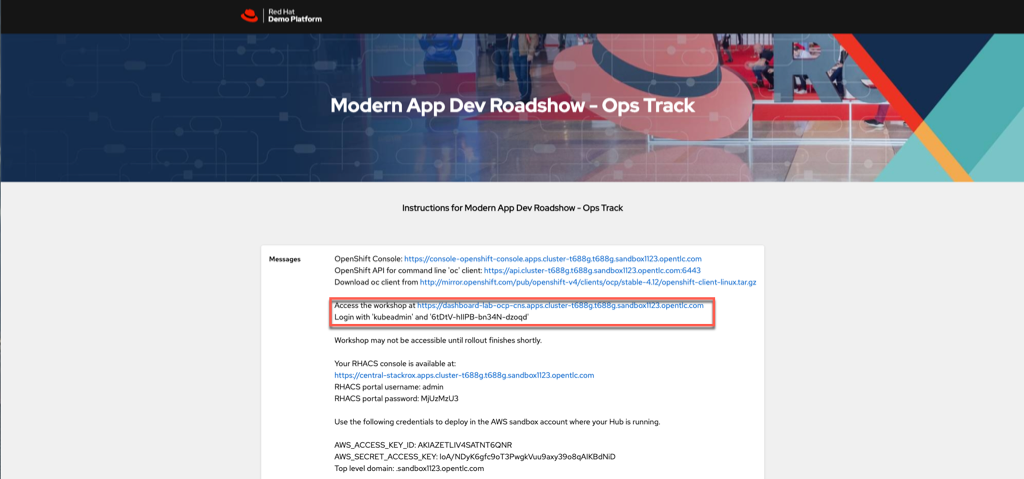 Red Hat
Demo Platform
Modern App Dev Roadshow - Ops Track
Instructions for Modern App Dev Roadshow - Ops Track
Messages
OpenShift Console: https://console-openshift-console.apps.cluster-t688g.t688g.sandbox1123.opentlc.com
OpenShift API for command line 'oc' client: https://api.cluster-t688g.t688g.sandbox1123.opentlc.com:6443
Download oc client from http://mirror.openshift.com/pub/openshift-v4/clients/ocp/stable-4.12/openshift-client-linux.tar.gz
Access the workshop at https://dashboard-lab-ocp-cns.apps.cluster-t688g.t688g.sandbox1123.opentlc.com
Login with 'kubeadmin' and '6tDtV-hIIPB-bn34N-dzoqd'
Workshop may not be accessible until rollout finishes shortly.
Your RHACS console is available at:
https://central-stackrox.apps.cluster-t688g.t688g.sandbox1123.opentlc.com
RHACS portal username: admin
RHACS portal password: MjUzMzU3
Use the following credentials to deploy in the AWS sandbox account where your Hub is running.
AWS_ACCESS_KEY_ID: AKIAZETLIV4SATNT6QNR
AWS_SECRET_ACCESS_KEY: IoA/NDyK6gfc9oT3PwgkVuu9axy39o8qAIKBdNiD
Top level domain: .sandbox1123.opentlc.com